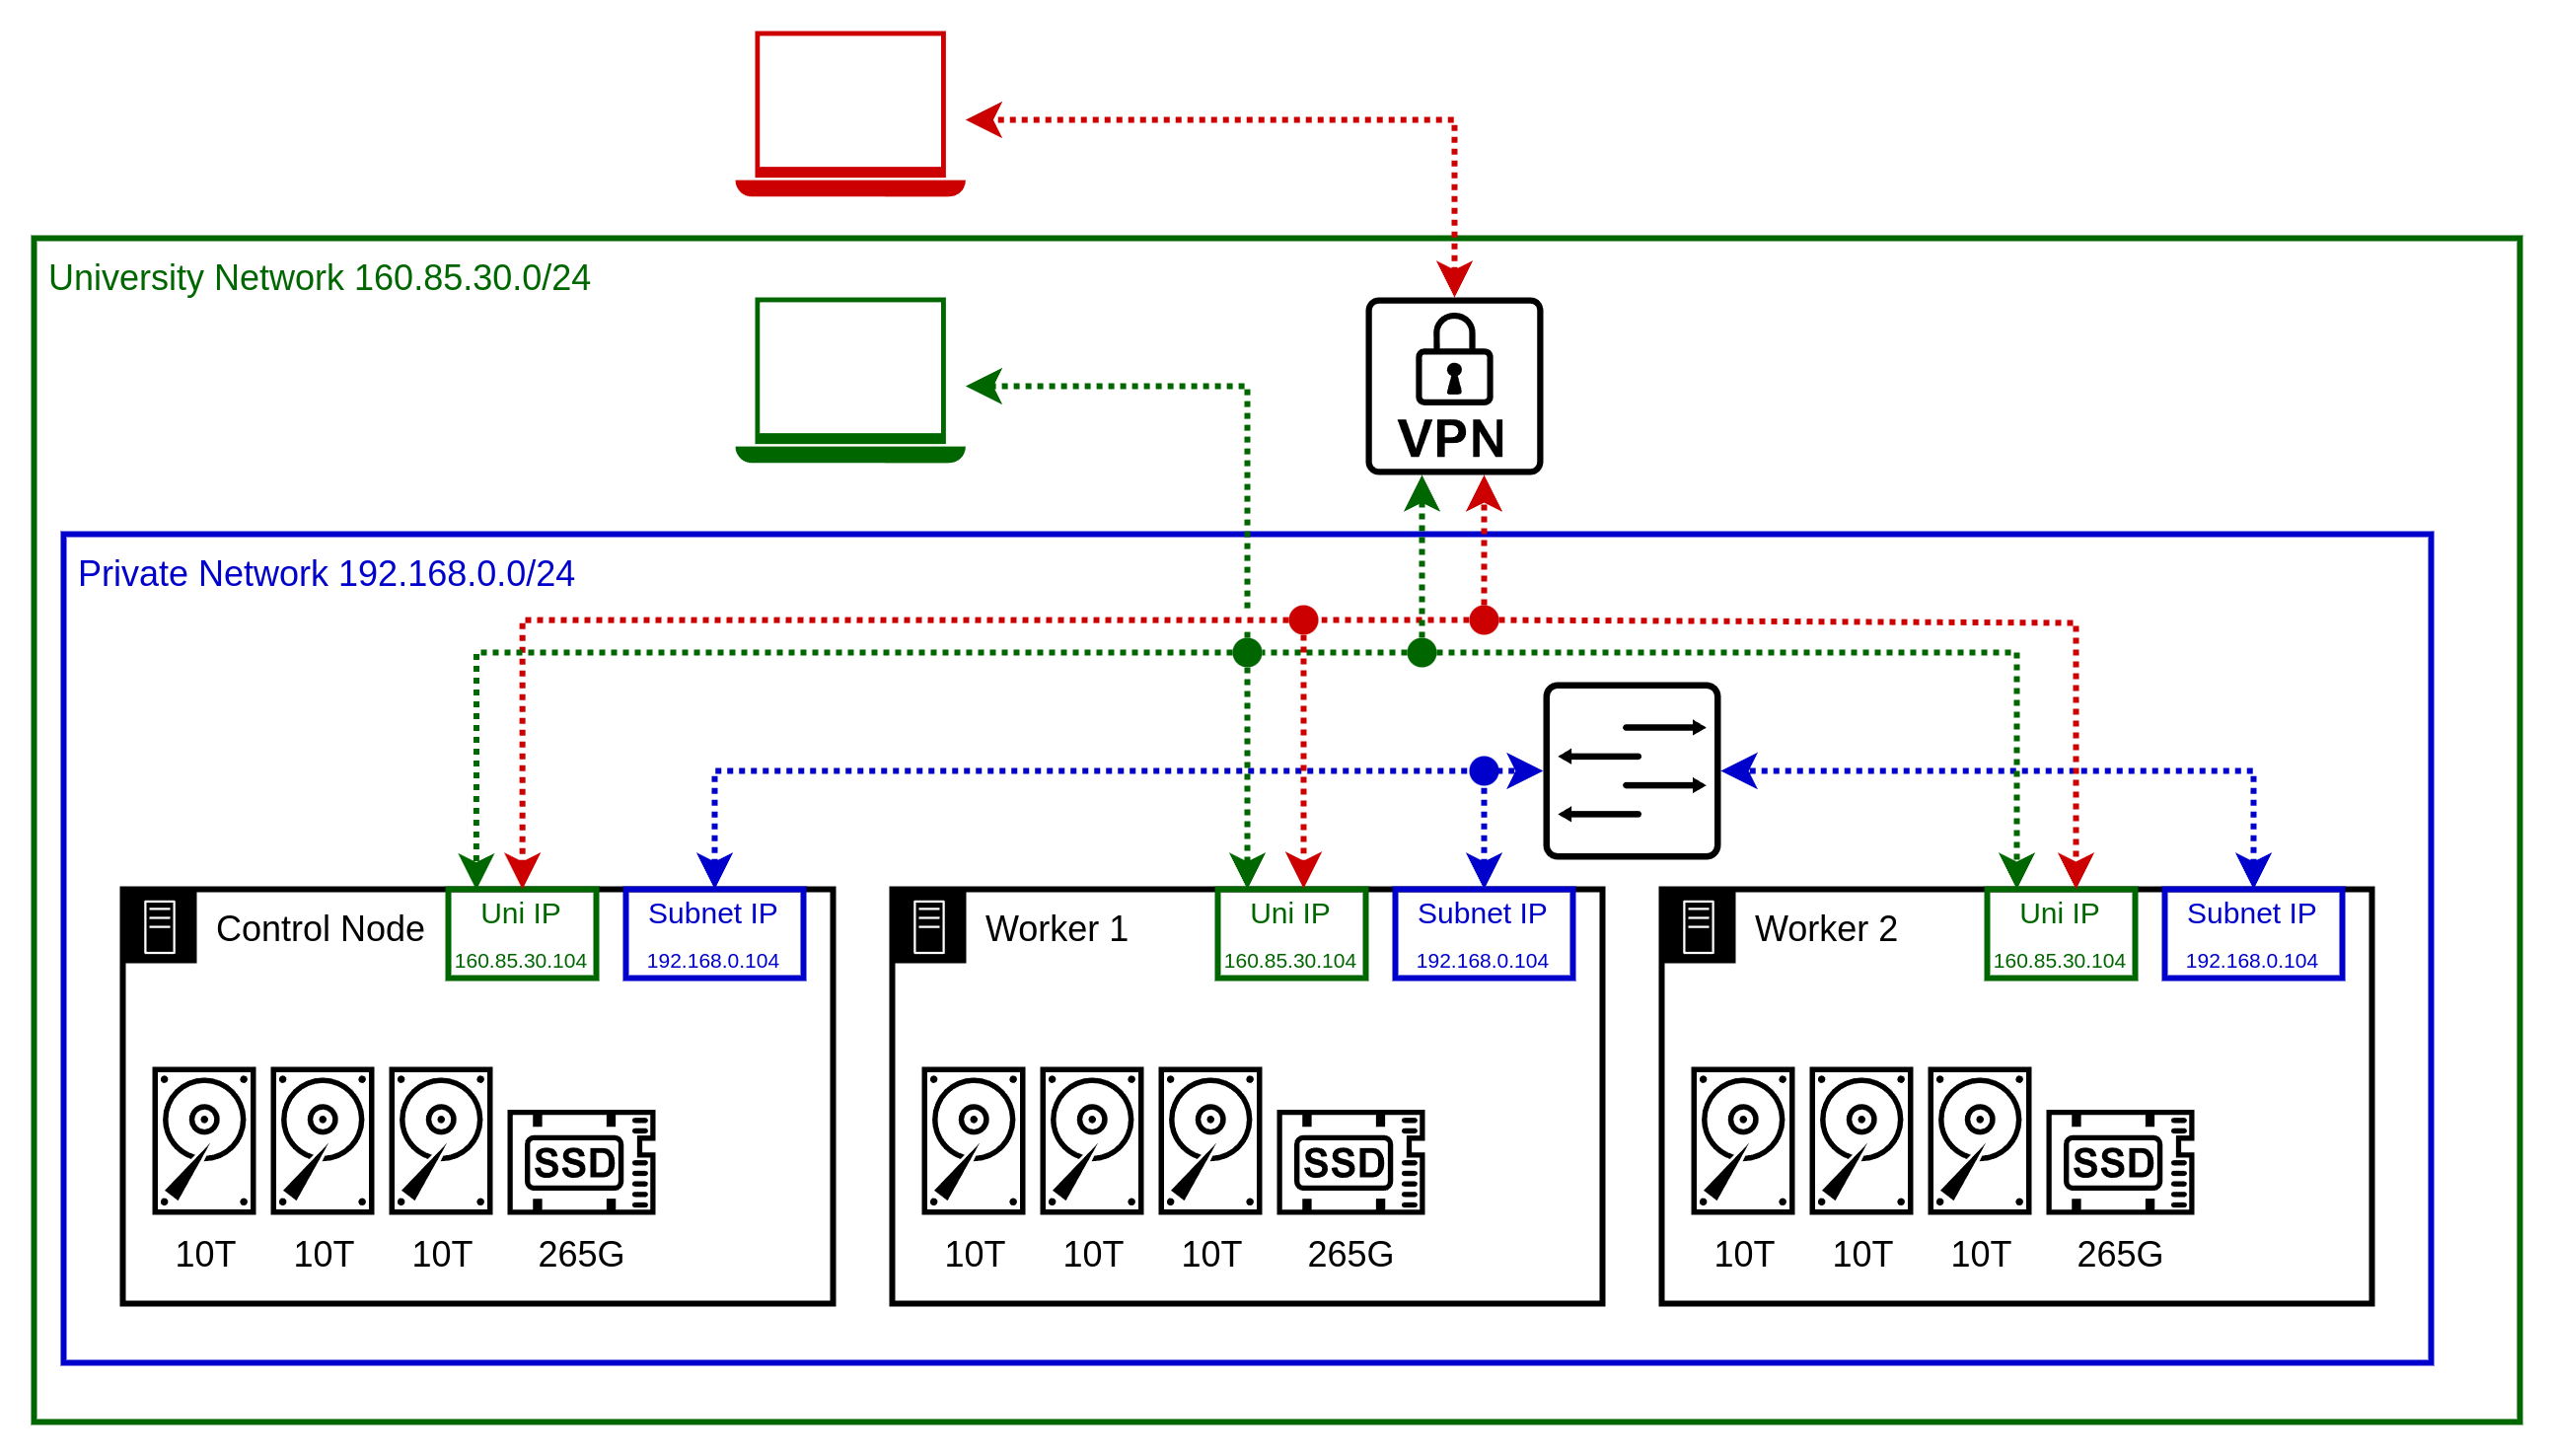 University Network 160.85.30.0/24
VPN
Private Network 192.168.0.0/24
Control Node
Uni IP
160.85.30.104
Subnet IP
192.168.0.104
Worker 1
Uni IP
160.85.30.104
Subnet IP
192.168.0.104
Worker 2
Uni IP
160.85.30.104
Subnet IP
192.168.0.104
SSD
10T 10T 10T 265G
SSD
10T 10T 10T 265G
SSD
10T 10T 10T 265G